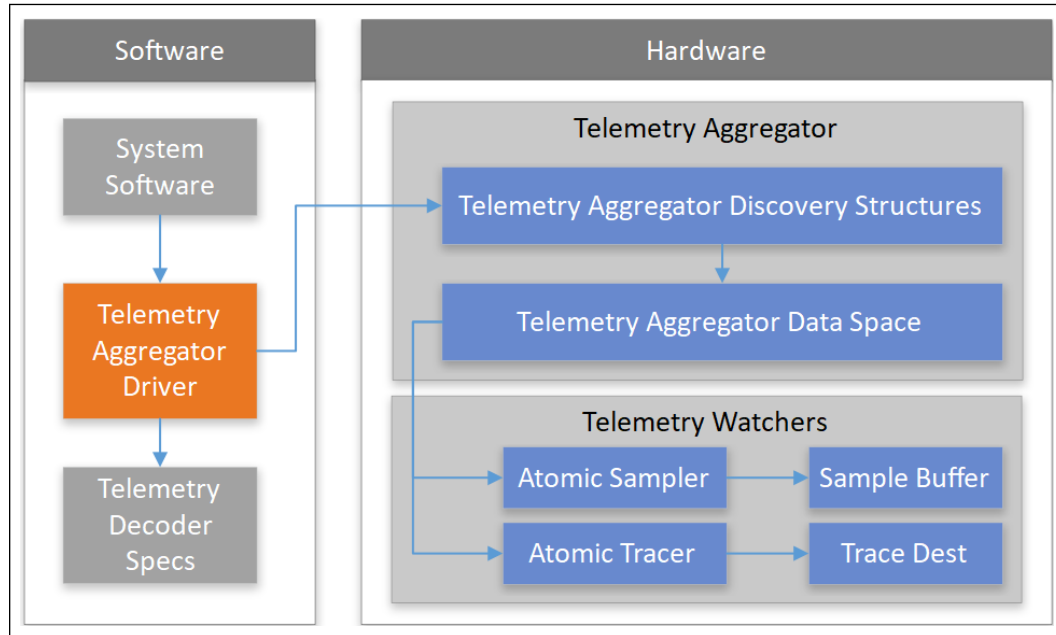 Software
System
Software
Telemetry
Aggregator
Driver
Telemetry
Decoder
Specs
Hardware
Telemetry Aggregator
Telemetry Aggregator Discovery Structures
Telemetry Aggregator Data Space
Telemetry Watchers
Atomic Sampler
Sample Buffer
Atomic Tracer
Trace Dest